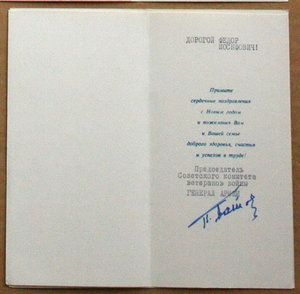 ДОРОГОЙ ФЕДОР
ИОСИФОВИЧ!
Примите
сердечные поздравления
с Новым годом
и пожелания Вам
и Вашей семье
доброго здоровья, счастья
и успехов в труде!
Председатель
Советского комитета
ветеранов войны
ГЕНЕРАЛ АРМИИ